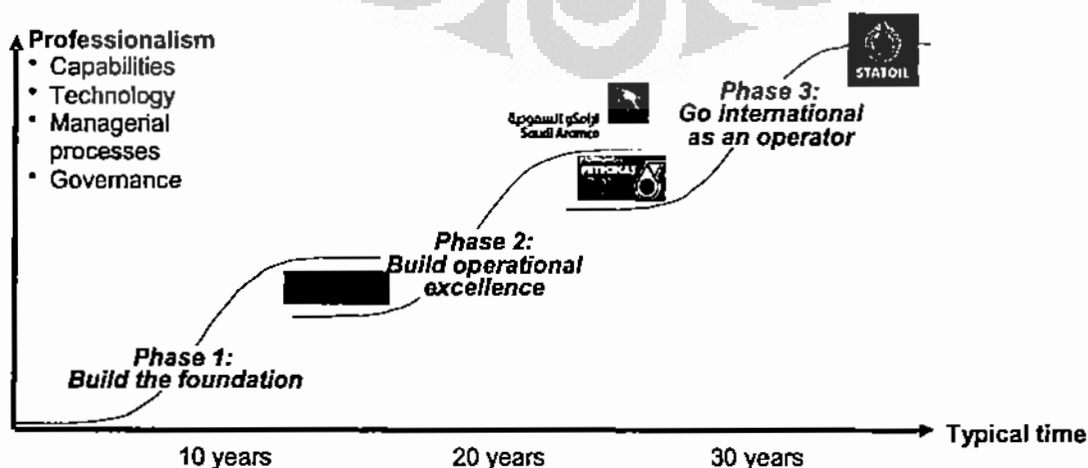 Professionalism
• Capabilities
• Technology
• Managerial
processes
• Governance
STATOIL
Phase 3:
Go international
as an operator
أرامكو السعودية
Saudi Aramco
PETRONAS
Phase 2:
Build operational
excellence
Phase 1:
Build the foundation
Typical time
10 years
20 years
30 years